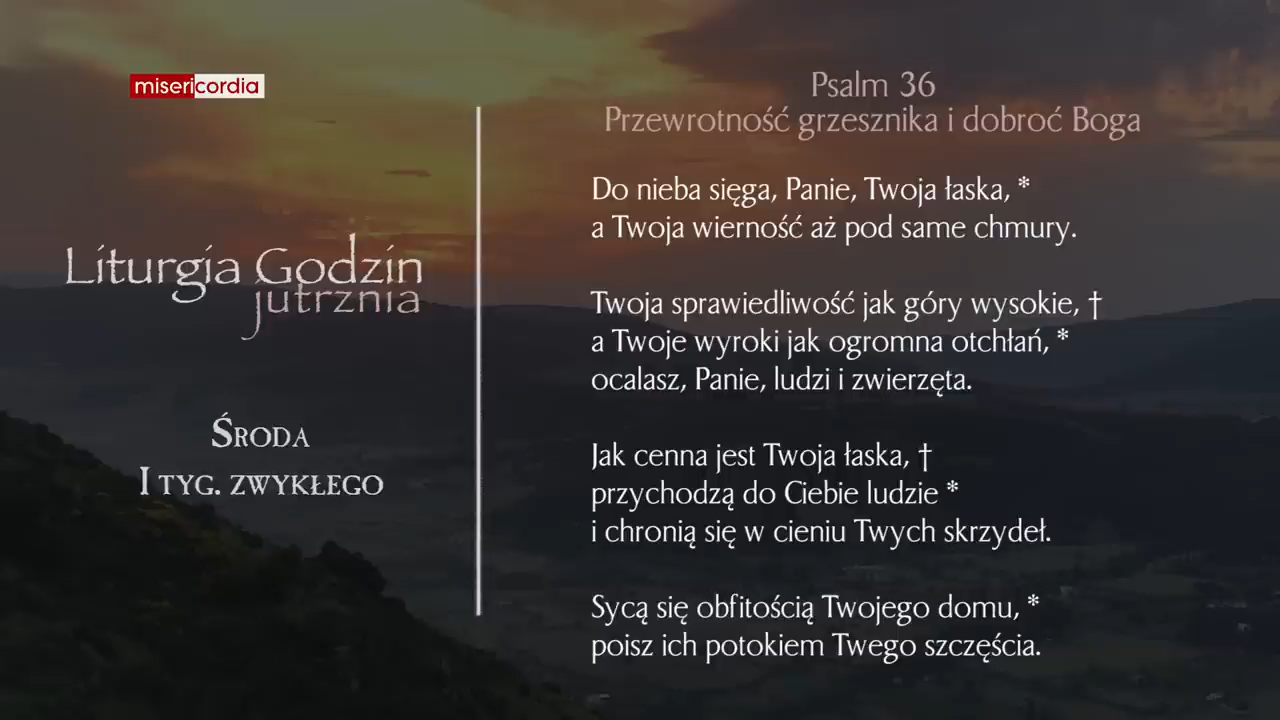 misericordia
Liturgia Godzin
jutrznia
Środa
I tyg. zwykłego
Psalm 36
Przewrotność grzesznika i dobroć Boga
Do nieba sięga, Panie, Twoja łaska, *
a Twoja wierność aż pod same chmury.
Twoja sprawiedliwość jak góry wysokie, †
a Twoje wyroki jak ogromna otchłań, *
ocalasz, Panie, ludzi i zwierzęta.
Jak cenna jest Twoja łaska, †
przychodzą do Ciebie ludzie *
i chronią się w cieniu Twych skrzydeł.
Sycą się obfitością Twojego domu, *
poisz ich potokiem Twego szczęścia.